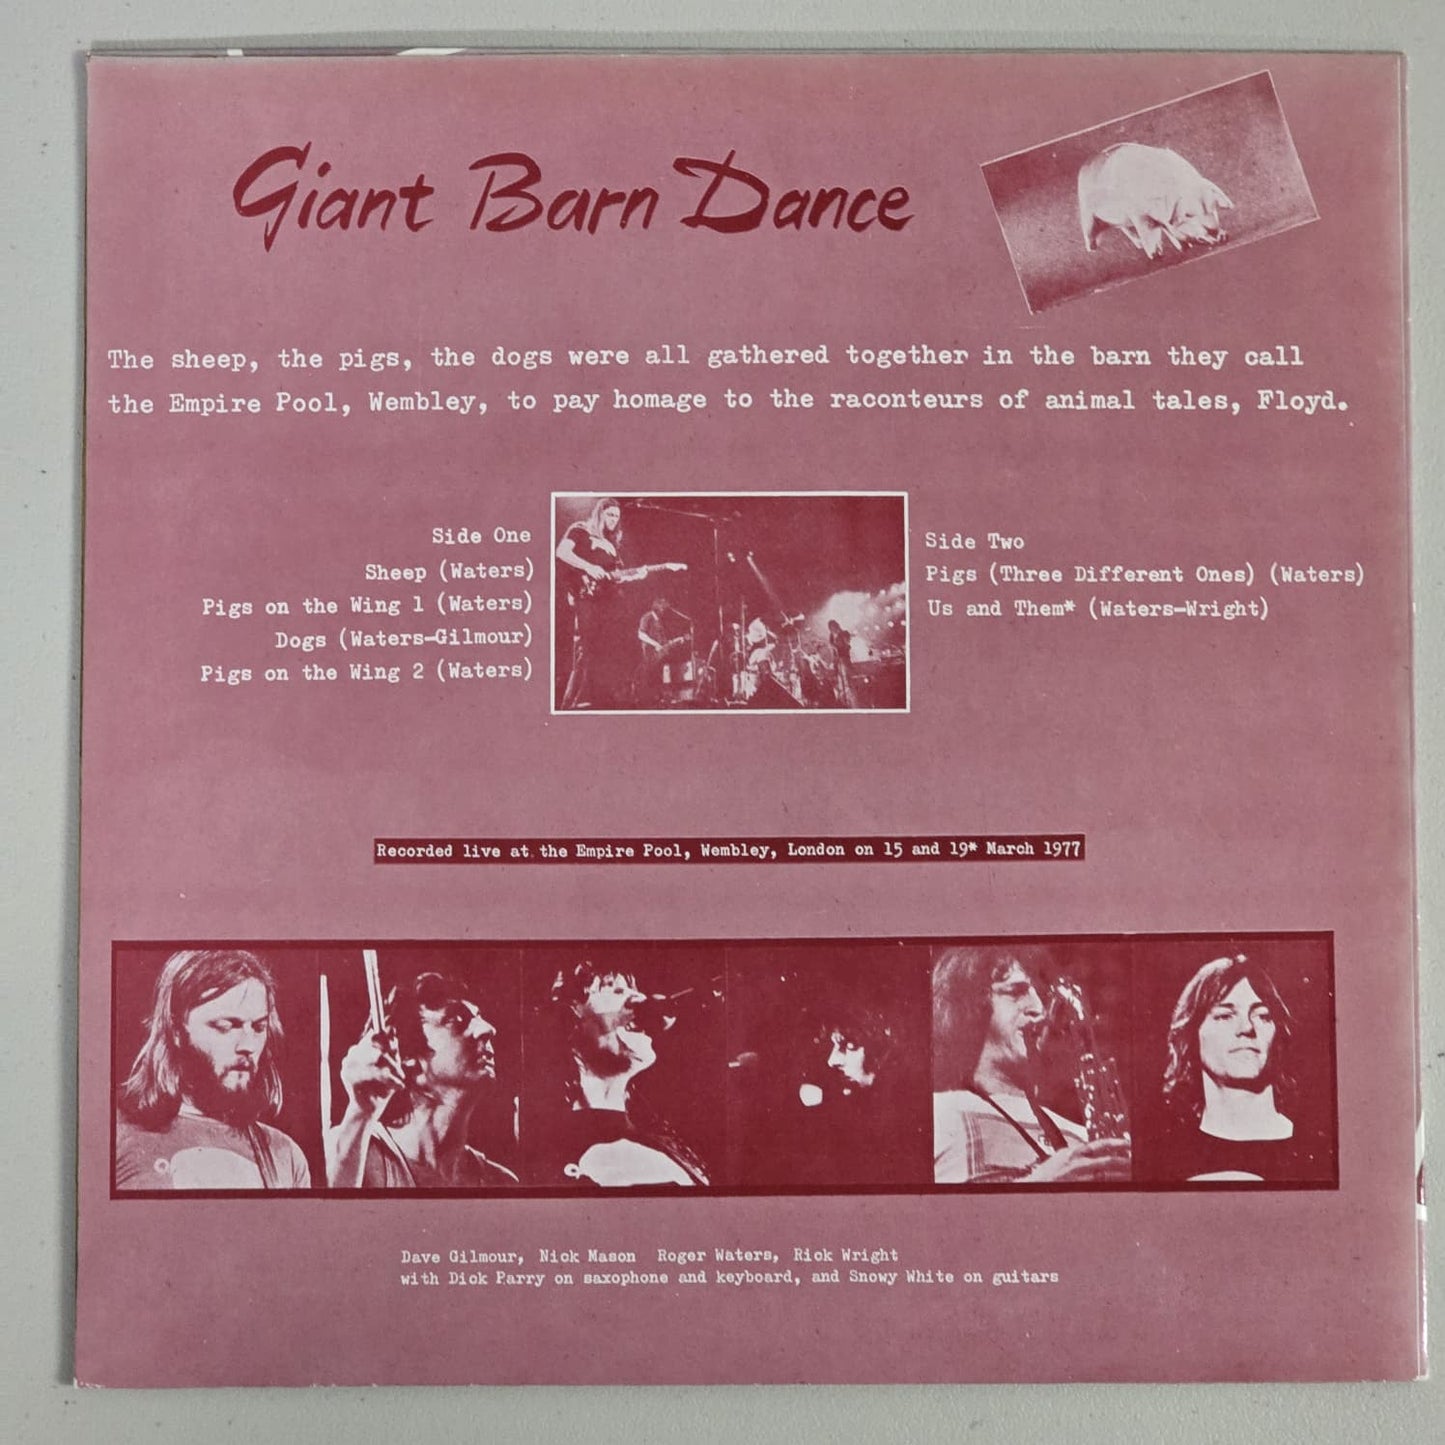 Giant Barn Dance
The sheep, the pigs, the dogs were all gathered together in the barn they call
the Empire Pool, Wembley, to pay homage to the raconteurs of animal tales, Floyd.
Side One
Sheep (Waters)
Pigs on the Wing 1 (Waters)
Dogs (Waters-Gilmour)
Pigs on the Wing 2 (Waters)
Side Two
Pigs (Three Different Ones) (Waters)
Us and Them* (Waters-Wright)
Recorded live at the Empire Pool, Wembley, London on 15 and 19* March 1977
Dave Gilmour, Nick Mason  Roger Waters, Rick Wright
with Dick Parry on saxophone and keyboard, and Snowy White on guitars